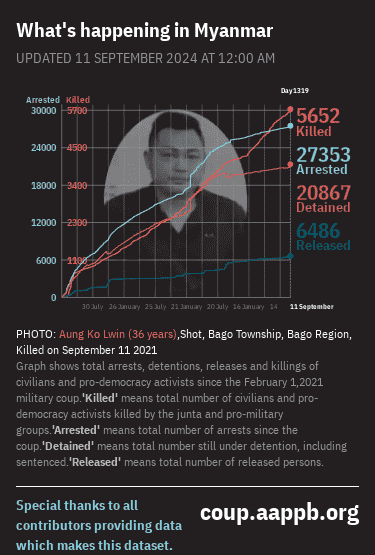 What's happening in Myanmar
UPDATED 11 SEPTEMBER 2024 AT 12:00 AM
Day1319
Arrested Killed
30000 5700
24000 4500
18000 3400
12000 2300
6000 1100
0
5652
Killed
27353
Arrested
20867
Detained
6486
Released
30 July 26 January 25 July 21 January 20 July 16 January 14 11 September
PHOTO: Aung Ko Lwin (36 years),Shot, Bago Township, Bago Region,
Killed on September 11 2021
Graph shows total arrests, detentions, releases and killings of
civilians and pro-democracy activists since the February 1,2021
military coup.'Killed' means total number of civilians and pro-
democracy activists killed by the junta and pro-military
groups.'Arrested' means total number of arrests since the
coup.'Detained' means total number still under detention, including
sentenced.'Released' means total number of released persons.
Special thanks to all
contributors providing data
which makes this dataset.
coup.aappb.org